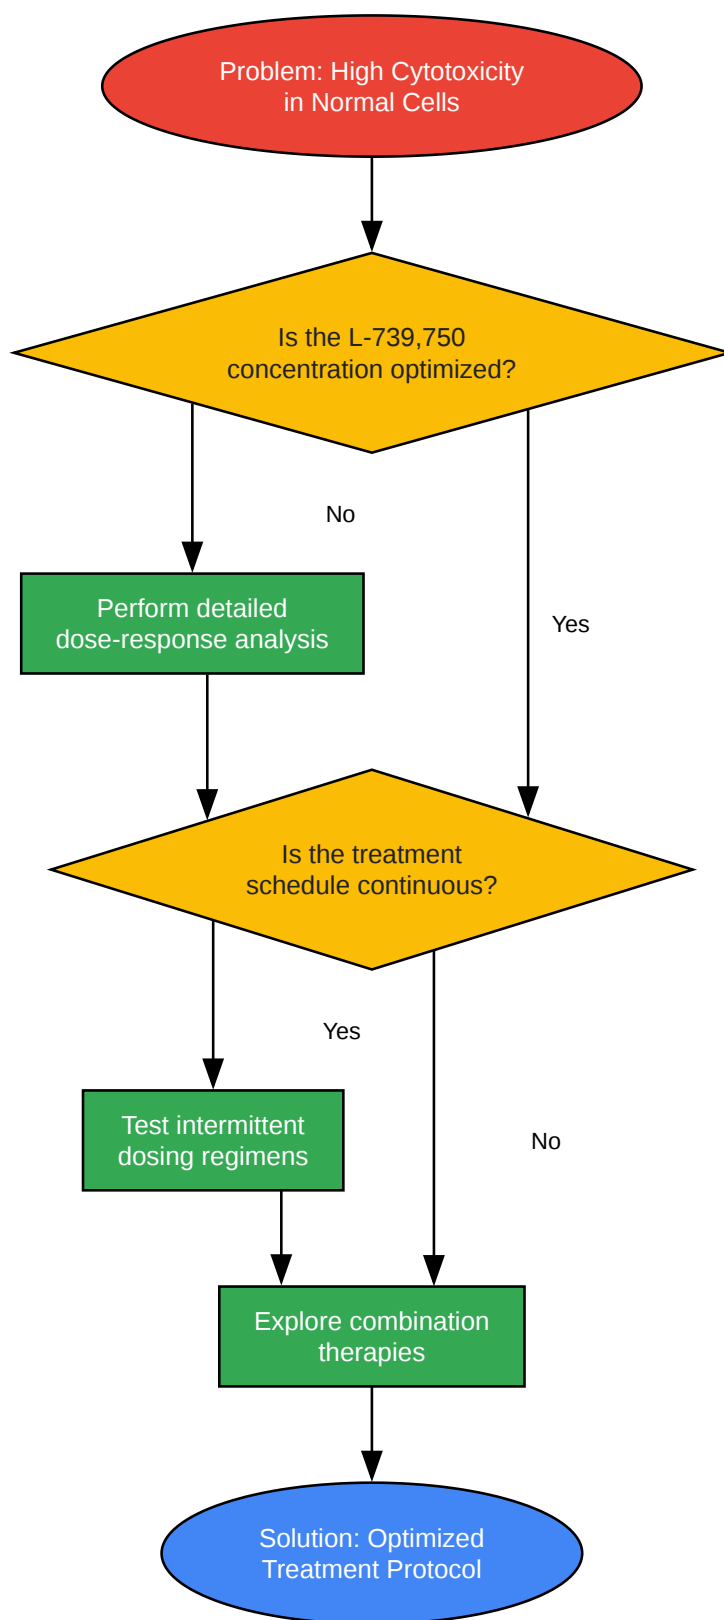 Problem: High Cytotoxicity
in Normal Cells
Is the L-739,750
concentration optimized?
No
Perform detailed
dose-response analysis
Yes
Is the treatment
schedule continuous?
Yes
Test intermittent
dosing regimens
No
Explore combination
therapies
Solution: Optimized
Treatment Protocol